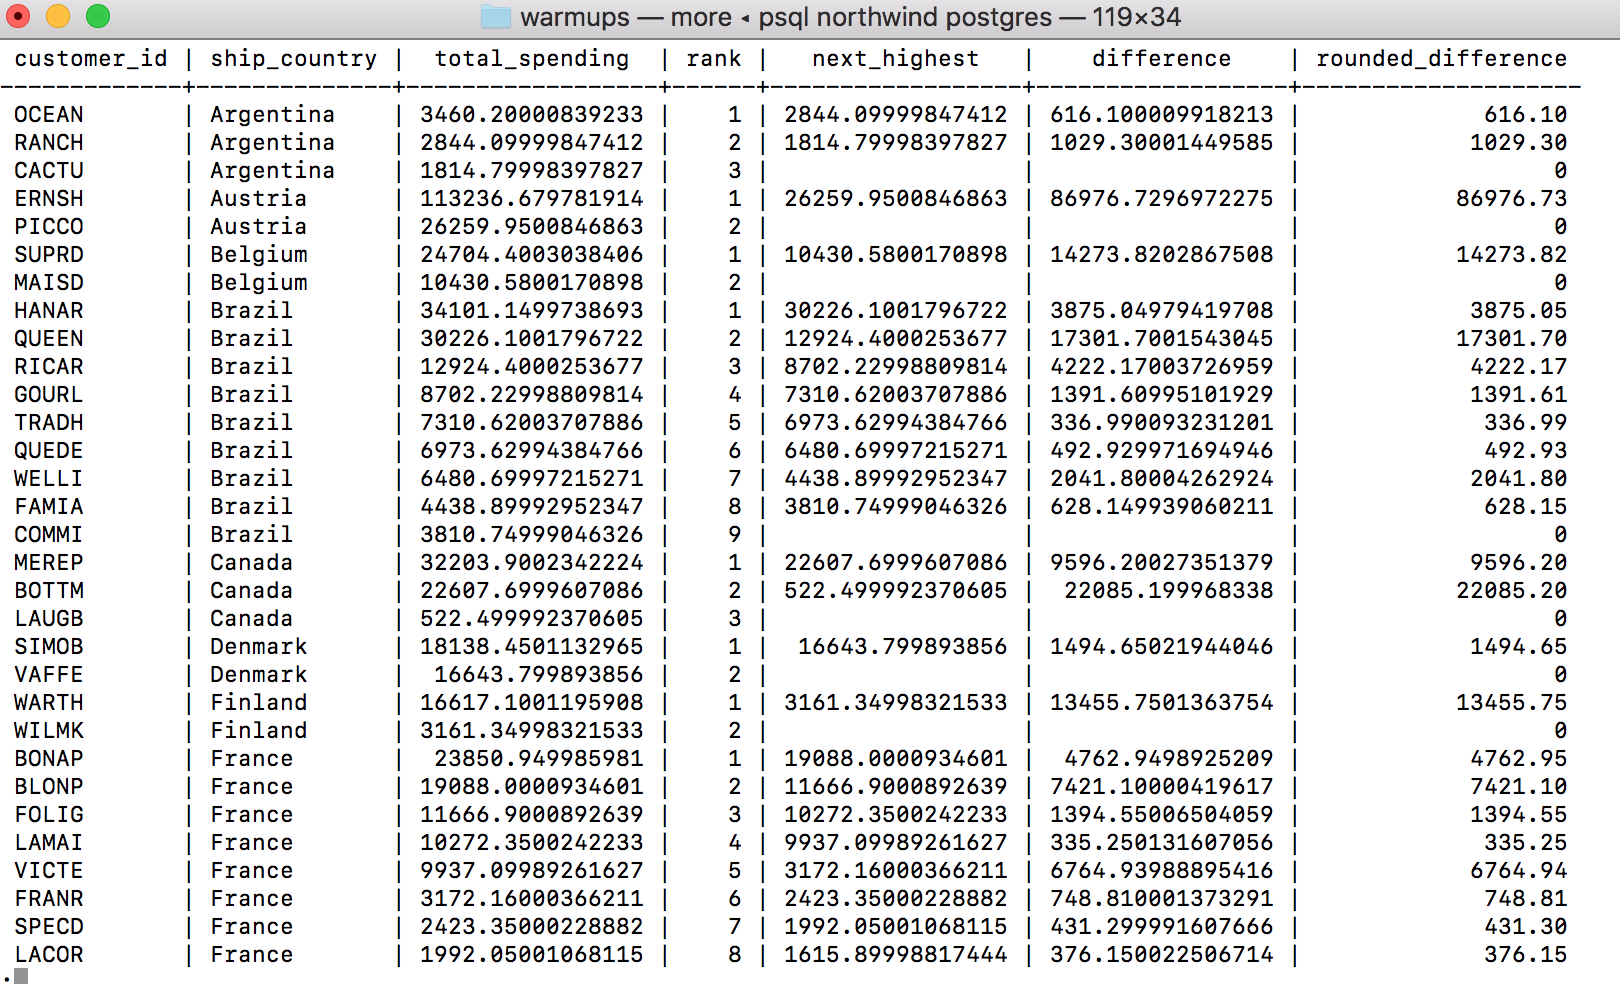 warmups — more ◂ psql northwind postgres — 119×34
 customer_id | ship_country |  total_spending  | rank |   next_highest   |    difference    | rounded_difference
-------------+--------------+------------------+------+------------------+------------------+--------------------
 OCEAN       | Argentina    | 3460.20000839233 |    1 | 2844.09999847412 | 616.100009918213 |             616.10
 RANCH       | Argentina    | 2844.09999847412 |    2 | 1814.79998397827 | 1029.30001449585 |            1029.30
 CACTU       | Argentina    | 1814.79998397827 |    3 |                  |                  |                  0
 ERNSH       | Austria      | 113236.679781914 |    1 | 26259.9500846863 | 86976.7296972275 |           86976.73
 PICCO       | Austria      | 26259.9500846863 |    2 |                  |                  |                  0
 SUPRD       | Belgium      | 24704.4003038406 |    1 | 10430.5800170898 | 14273.8202867508 |           14273.82
 MAISD       | Belgium      | 10430.5800170898 |    2 |                  |                  |                  0
 HANAR       | Brazil       | 34101.1499738693 |    1 | 30226.1001796722 | 3875.04979419708 |            3875.05
 QUEEN       | Brazil       | 30226.1001796722 |    2 | 12924.4000253677 | 17301.7001543045 |           17301.70
 RICAR       | Brazil       | 12924.4000253677 |    3 | 8702.22998809814 | 4222.17003726959 |            4222.17
 GOURL       | Brazil       | 8702.22998809814 |    4 | 7310.62003707886 | 1391.60995101929 |            1391.61
 TRADH       | Brazil       | 7310.62003707886 |    5 | 6973.62994384766 | 336.990093231201 |             336.99
 QUEDE       | Brazil       | 6973.62994384766 |    6 | 6480.69997215271 | 492.929971694946 |             492.93
 WELLI       | Brazil       | 6480.69997215271 |    7 | 4438.89992952347 | 2041.80004262924 |            2041.80
 FAMIA       | Brazil       | 4438.89992952347 |    8 | 3810.74999046326 | 628.149939060211 |             628.15
 COMMI       | Brazil       | 3810.74999046326 |    9 |                  |                  |                  0
 MEREP       | Canada       | 32203.9002342224 |    1 | 22607.6999607086 | 9596.20027351379 |            9596.20
 BOTTM       | Canada       | 22607.6999607086 |    2 | 522.499992370605 |  22085.199968338 |           22085.20
 LAUGB       | Canada       | 522.499992370605 |    3 |                  |                  |                  0
 SIMOB       | Denmark      | 18138.4501132965 |    1 |  16643.799893856 | 1494.65021944046 |            1494.65
 VAFFE       | Denmark      |  16643.799893856 |    2 |                  |                  |                  0
 WARTH       | Finland      | 16617.1001195908 |    1 | 3161.34998321533 | 13455.7501363754 |           13455.75
 WILMK       | Finland      | 3161.34998321533 |    2 |                  |                  |                  0
 BONAP       | France       |  23850.949985981 |    1 | 19088.0000934601 |  4762.9498925209 |            4762.95
 BLONP       | France       | 19088.0000934601 |    2 | 11666.9000892639 | 7421.10000419617 |            7421.10
 FOLIG       | France       | 11666.9000892639 |    3 | 10272.3500242233 | 1394.55006504059 |            1394.55
 LAMAI       | France       | 10272.3500242233 |    4 | 9937.09989261627 | 335.250131607056 |             335.25
 VICTE       | France       | 9937.09989261627 |    5 | 3172.16000366211 | 6764.93988895416 |            6764.94
 FRANR       | France       | 3172.16000366211 |    6 | 2423.35000228882 | 748.810001373291 |             748.81
 SPECD       | France       | 2423.35000228882 |    7 | 1992.05001068115 | 431.299991607666 |             431.30
 LACOR       | France       | 1992.05001068115 |    8 | 1615.89998817444 | 376.150022506714 |             376.15
.